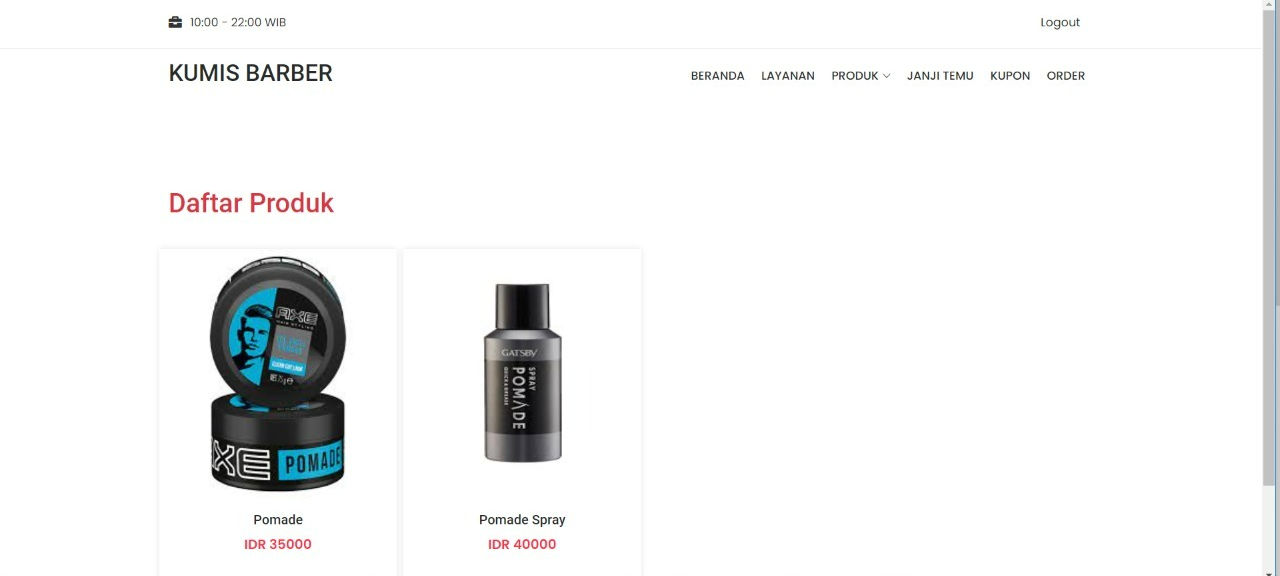 10:00 - 22:00 WIB
Logout
KUMIS BARBER
BERANDA LAYANAN PRODUK JANJI TEMU KUPON ORDER
Daftar Produk
AXE
HAIR STYLING
AXE
POMADE
GATSBY
SPRAY
POMADE
Pomade
IDR 35000
Pomade Spray
IDR 40000